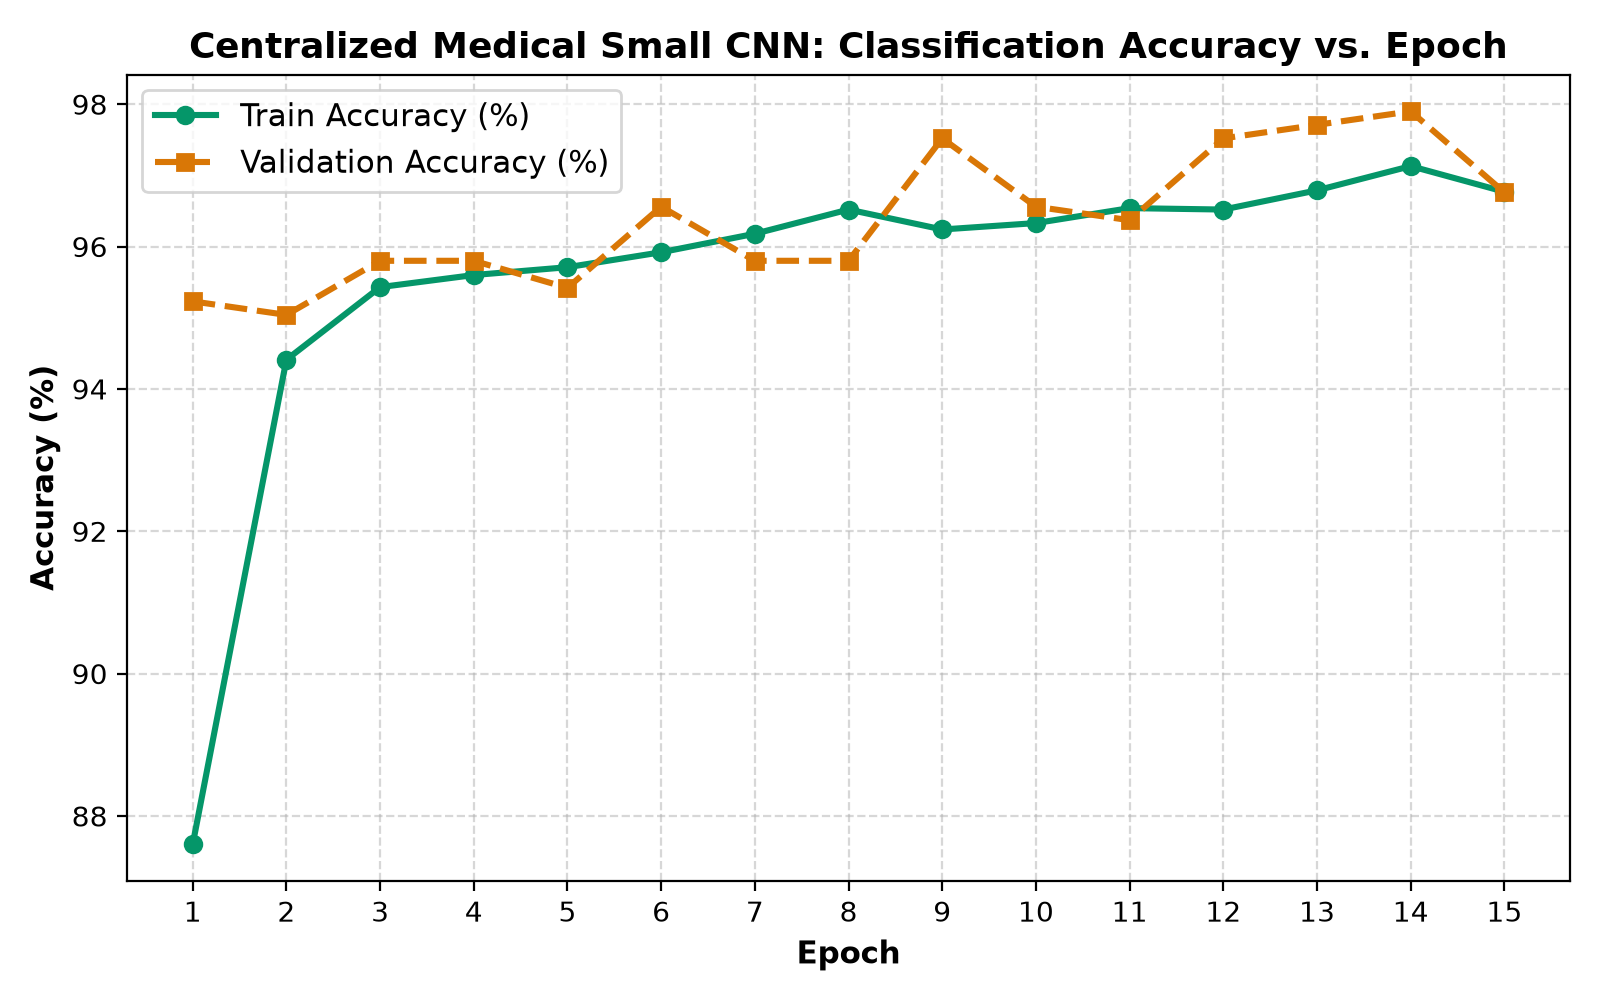 Centralized Medical Small CNN: Classification Accuracy vs. Epoch
Train Accuracy (%)
Validation Accuracy (%)
Accuracy (%)
98
96
94
92
90
88
1 2 3 4 5 6 7 8 9 10 11 12 13 14 15
Epoch